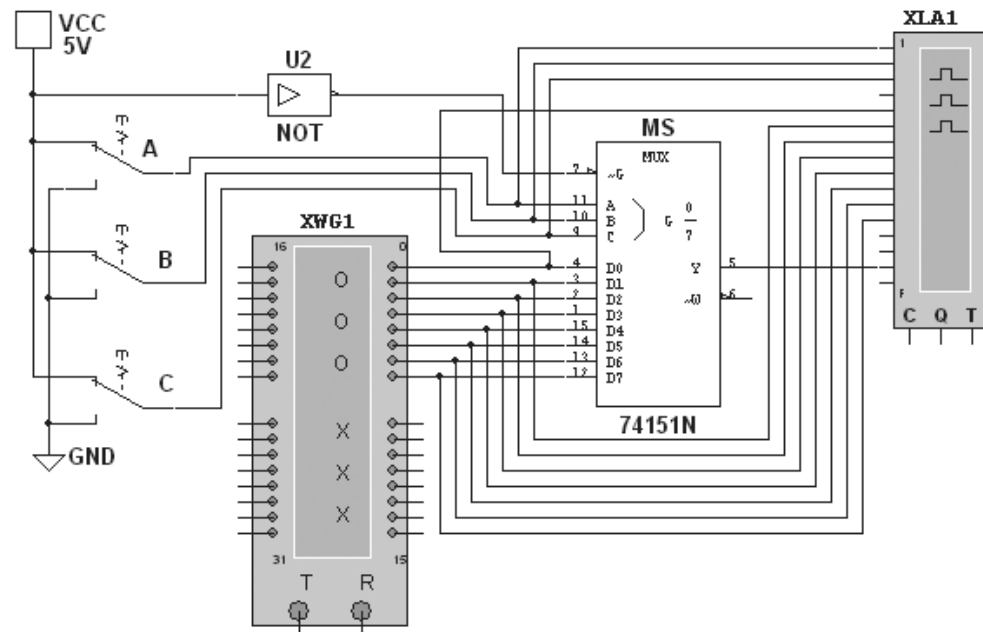 VCC
5V
U2
NOT
A
B
C
GND
XWG1
16
0
O
O
O
X
X
X
31
15
T
R
MS
MUX
7
~G
11
A
10
B
9
C
G
0
7
4
D0
3
D1
2
D2
1
D3
15
D4
14
D5
13
D6
12
D7
Y
5
~W
6
74151N
XLA1
1
F
C
Q
T